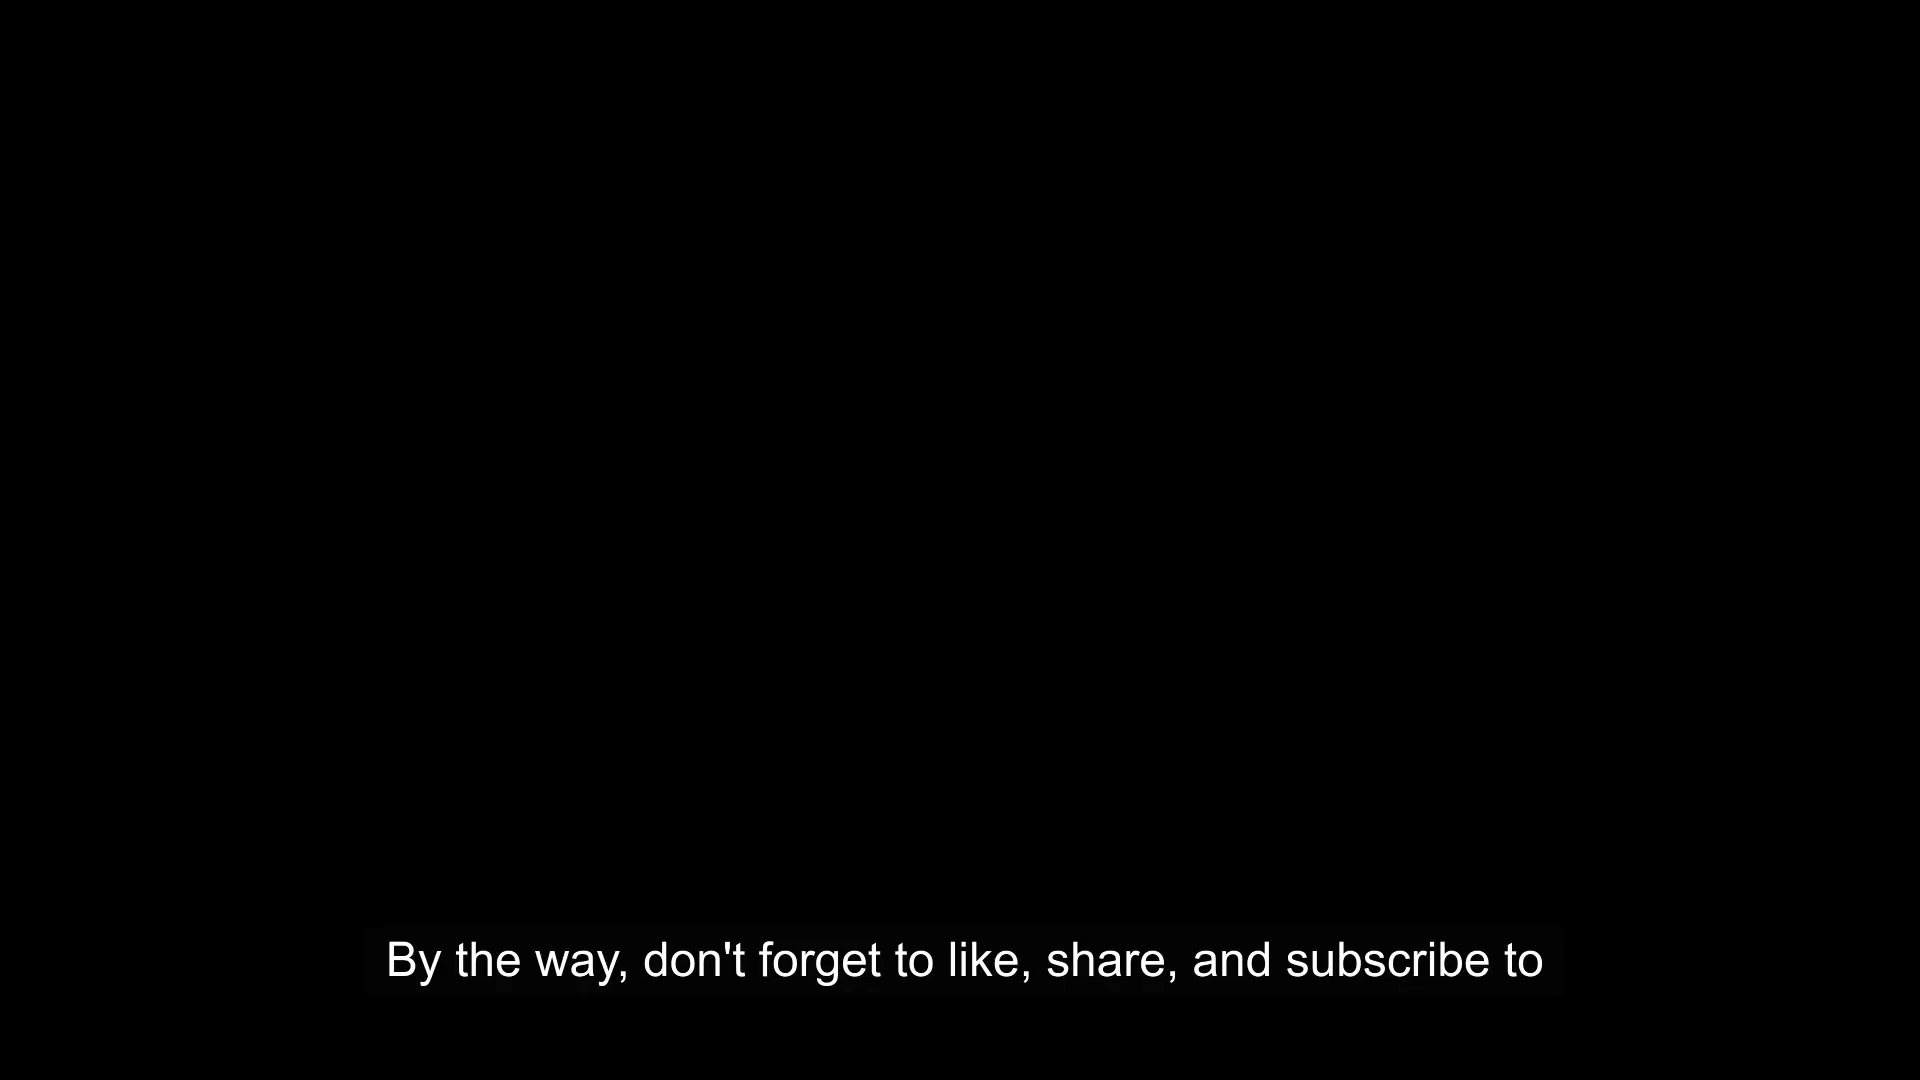 By the way, don't forget to like, share, and subscribe to